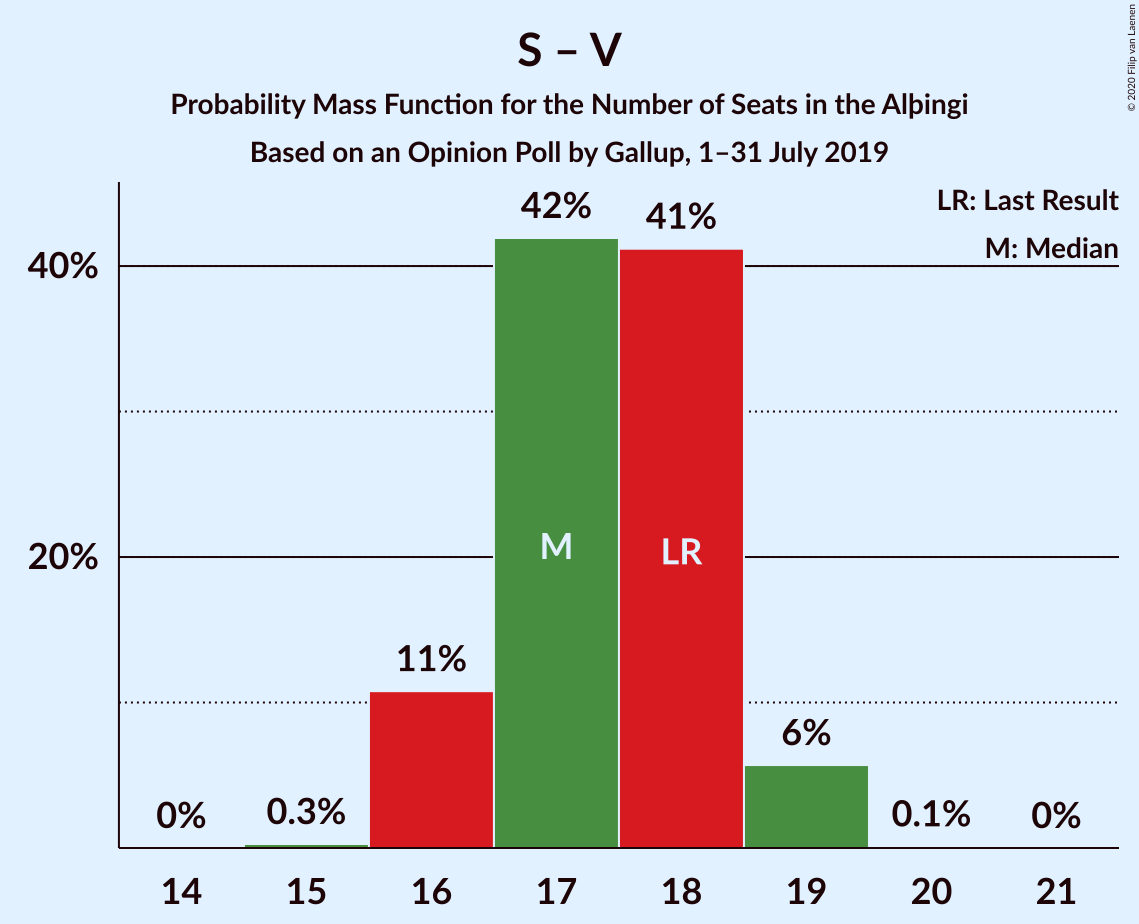 S – V
Probability Mass Function for the Number of Seats in the Alþingi
Based on an Opinion Poll by Gallup, 1–31 July 2019
© 2020 Filip van Laenen
LR: Last Result
M: Median
42%
41%
40%
M
LR
20%
11%
6%
0%
0.3%
0.1%
0%
14 15 16 17 18 19 20 21